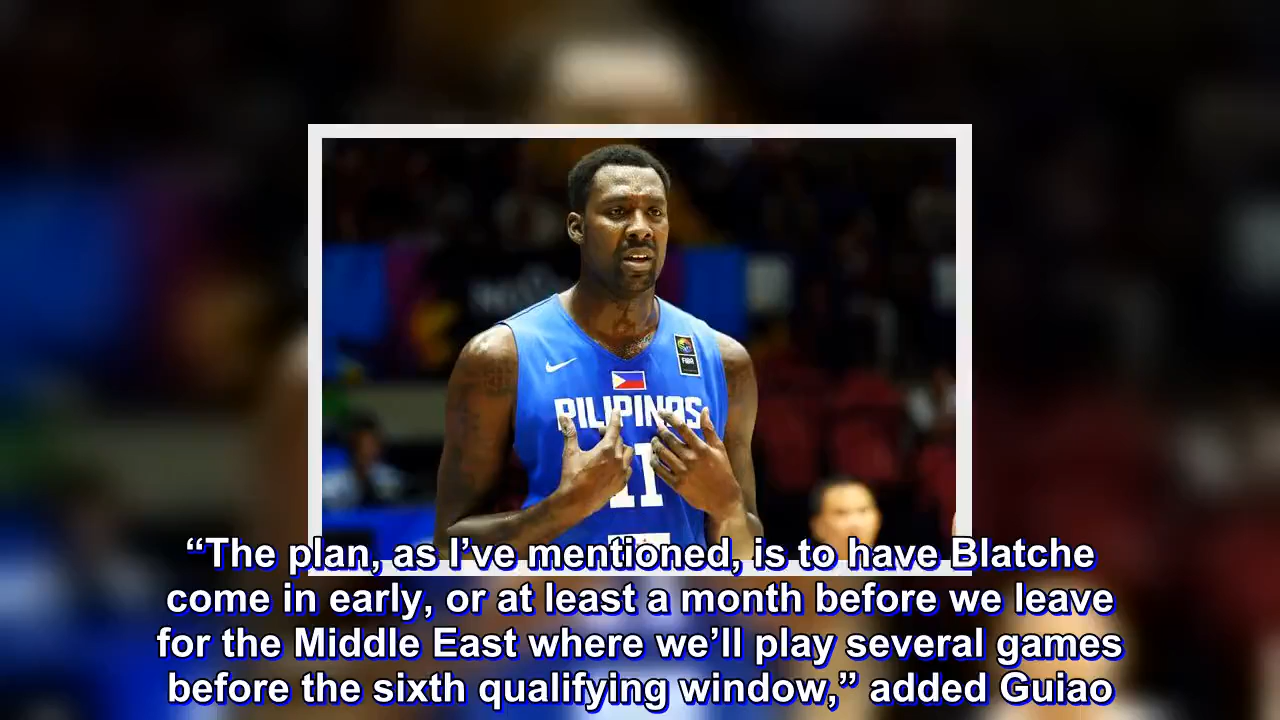 FIBA
PILIPINAS
11
“The plan, as I’ve mentioned, is to have Blatche
come in early, or at least a month before we leave
for the Middle East where we’ll play several games
before the sixth qualifying window,” added Guiao